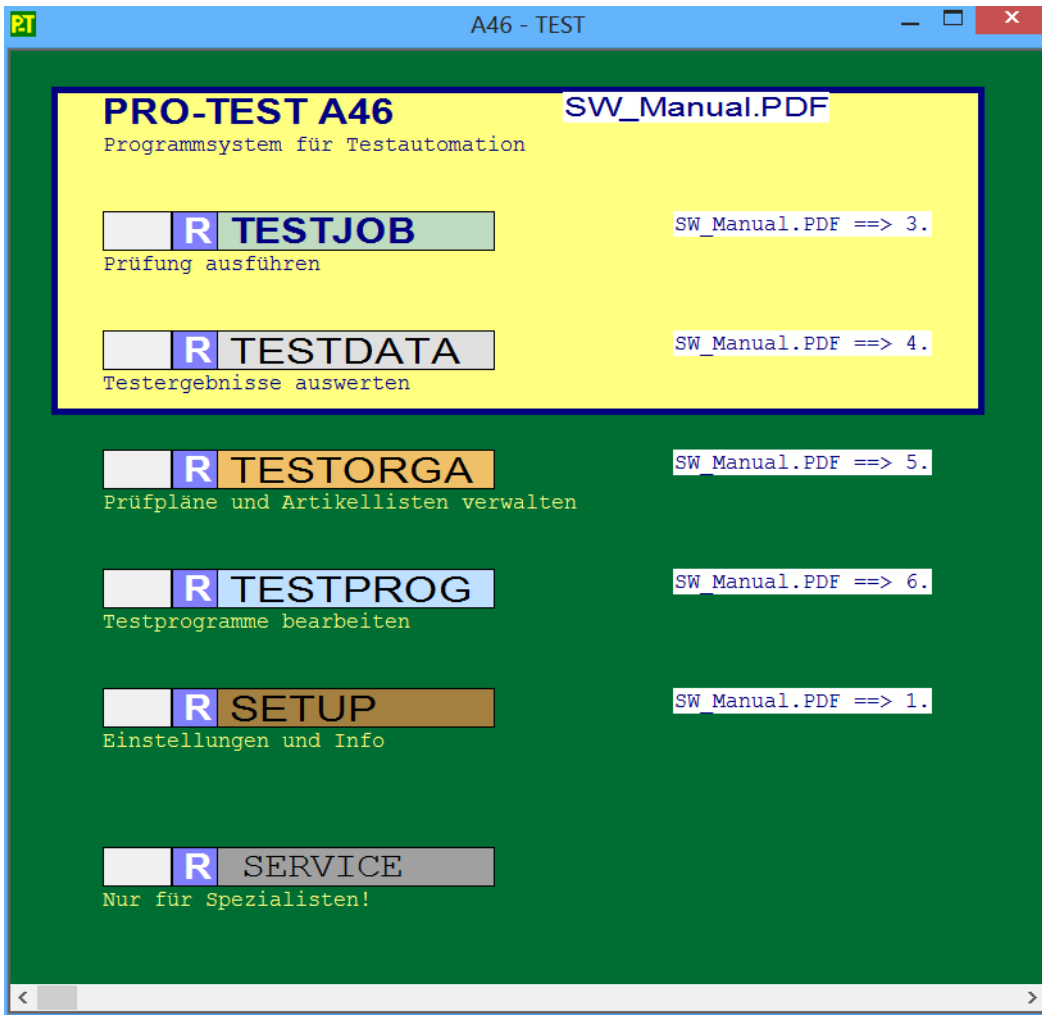 P.T A46 - TEST
PRO-TEST A46 SW_Manual.PDF
Programmsystem für Testautomation
R TESTJOB SW_Manual.PDF ==> 3.
Prüfung ausführen
R TESTDATA SW_Manual.PDF ==> 4.
Testergebnisse auswerten
R TESTORGA SW_Manual.PDF ==> 5.
Prüfpläne und Artikellisten verwalten
R TESTPROG SW_Manual.PDF ==> 6.
Testprogramme bearbeiten
R SETUP SW_Manual.PDF ==> 1.
Einstellungen und Info
R SERVICE
Nur für Spezialisten!